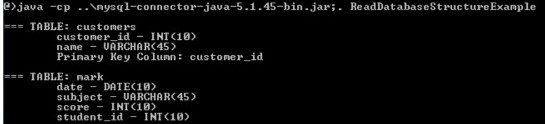 @>java -cp ..\mysql-connector-java-5.1.45-bin.jar;. ReadDatabaseStructureExample
=== TABLE: customers
customer_id - INT(10)
name - VARCHAR(45)
Primary Key Column: customer_id
=== TABLE: mark
date - DATE(10)
subject - VARCHAR(45)
score - INT(10)
student_id - INT(10)